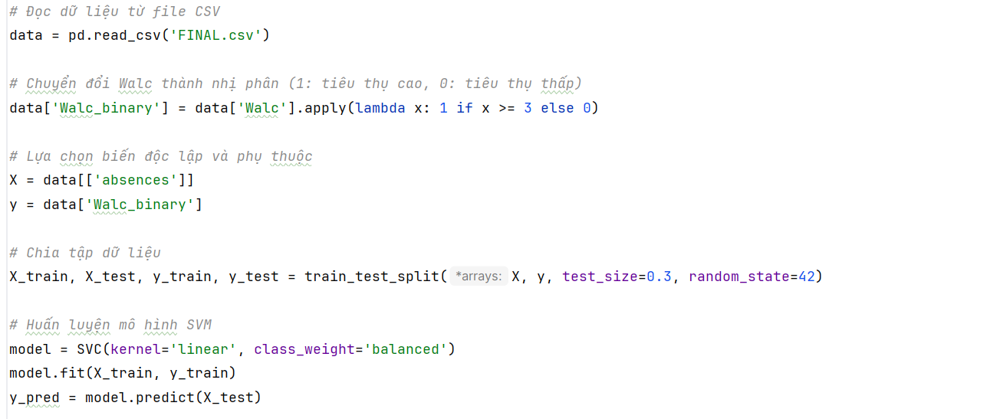 # Đọc dữ liệu từ file CSV
data = pd.read_csv('FINAL.csv')
# Chuyển đổi Walc thành nhị phân (1: tiêu thụ cao, 0: tiêu thụ thấp)
data['Walc_binary'] = data['Walc'].apply(lambda x: 1 if x >= 3 else 0)
# Lựa chọn biến độc lập và phụ thuộc
X = data[['absences']]
y = data['Walc_binary']
# Chia tập dữ liệu
X_train, X_test, y_train, y_test = train_test_split( *arrays: X, y, test_size=0.3, random_state=42)
# Huấn luyện mô hình SVM
model = SVC(kernel='linear', class_weight='balanced')
model.fit(X_train, y_train)
y_pred = model.predict(X_test)